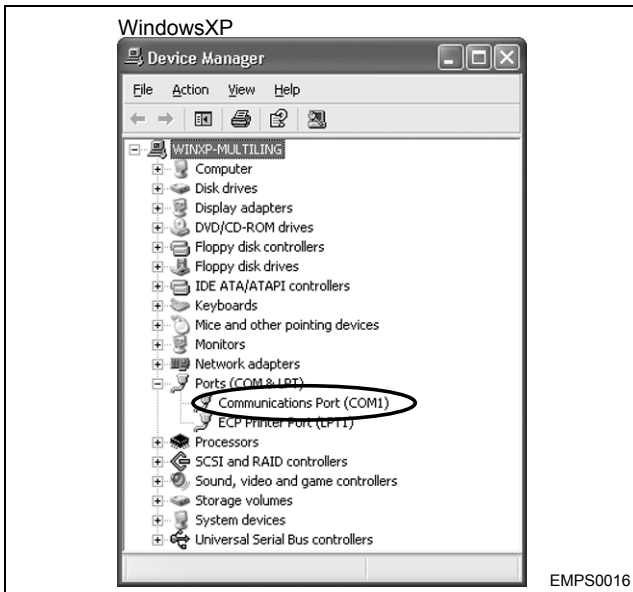 WindowsXP
Device Manager
File Action View Help
WINXP-MULTILING
Computer
Disk drives
Display adapters
DVD/CD-ROM drives
Floppy disk controllers
Floppy disk drives
IDE ATA/ATAPI controllers
Keyboards
Mice and other pointing devices
Monitors
Network adapters
Ports (COM & LPT)
Communications Port (COM1)
ECP Printer Port (LPT1)
Processors
SCSI and RAID controllers
Sound, video and game controllers
Storage volumes
System devices
Universal Serial Bus controllers
EMPS0016